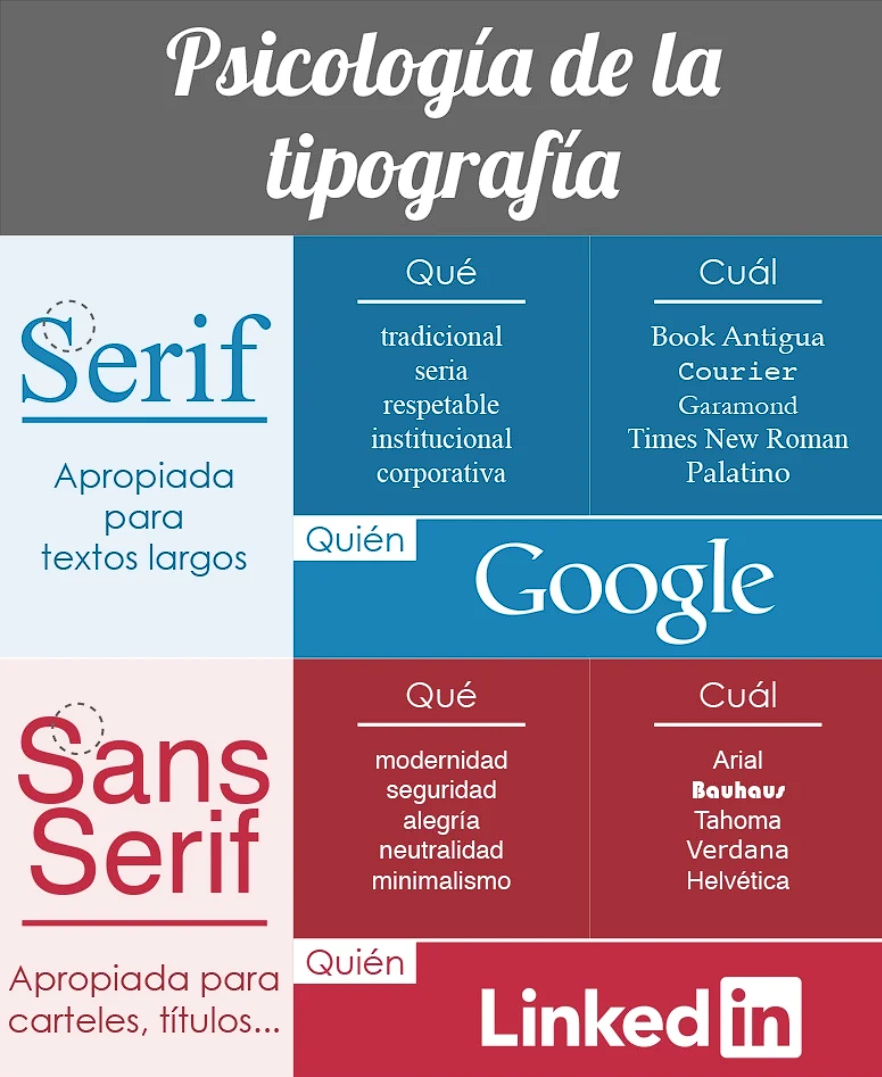 Psicología de la
tipografía
Serif
Apropiada
para
textos largos
Qué
tradicional
seria
respetable
institucional
corporativa
Cuál
Book Antigua
Courier
Garamond
Times New Roman
Palatino
Quién
Google
Sans
Serif
Apropiada para
carteles, títulos...
Qué
modernidad
seguridad
alegría
neutralidad
minimalismo
Cuál
Arial
Bauhaus
Tahoma
Verdana
Helvética
Quién
Linked in